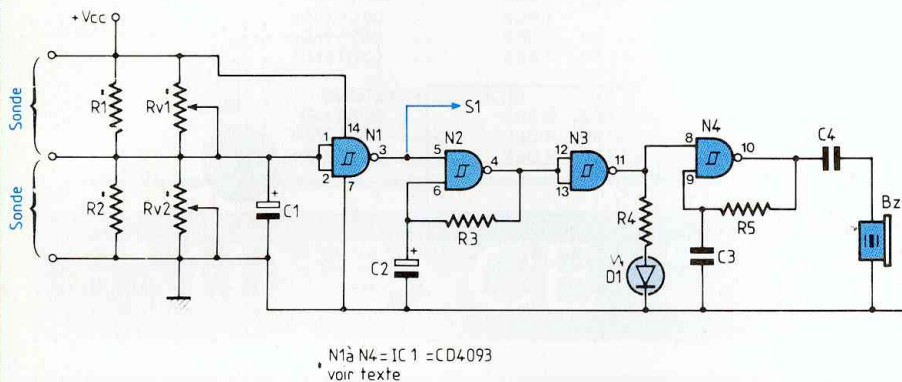 +Vcc
Sonde
Sonde
R1*
Rv1*
R2
Rv2*
C1
+
14
1
2
3
7
N1
S1
N2
5
6
4
C2
+
R3
N3
12
13
11
R4
D1
N4
8
9
10
R5
C3
C4
Bz
N1à N4 = IC 1 = CD4093
* voir texte